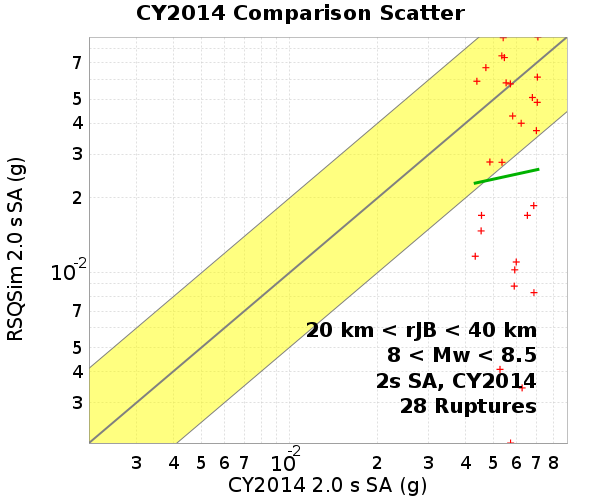 CY2014 Comparison Scatter
RSQSim 2.0 s SA (g)
7
5
4
3
2
10-2
7
5
4
3
20 km < rJB < 40 km
8 < Mw < 8.5
2s SA, CY2014
28 Ruptures
3 4 5 6 7 10-2 2 3 4 5 6 7 8
CY2014 2.0 s SA (g)